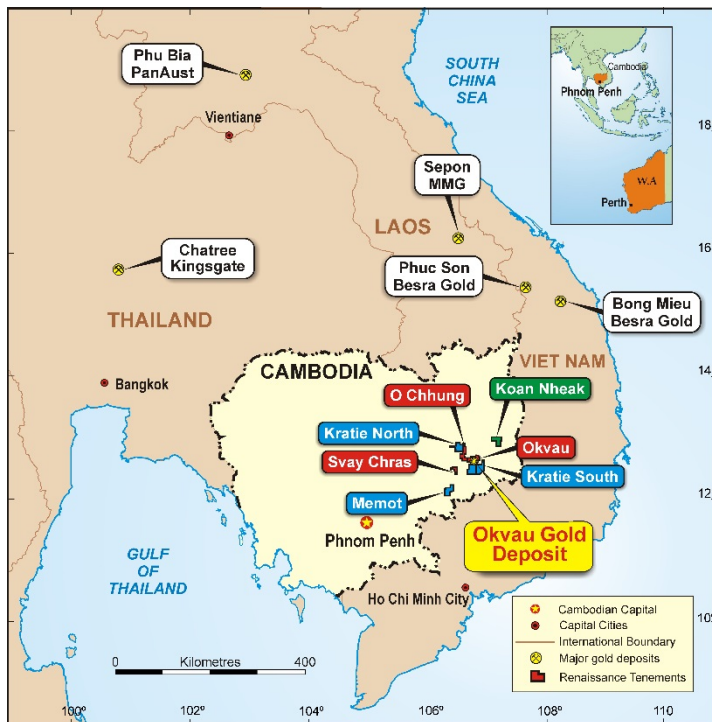 Phu Bia
PanAust
Vientiane
SOUTH
CHINA
SEA
Cambodia
Phnom Penh
W.A
Perth
18
Sepon
MMG
LAOS
16
Chatree
Kingsgate
Phuc Son
Besra Gold
Bong Mieu
Besra Gold
THAILAND
VIET NAM
14
Bangkok
CAMBODIA
O Chhung
Koan Nheak
Kratie North
Okvau
Svay Chras
Kratie South
Memot
12
Phnom Penh
Okvau Gold
Deposit
GULF
OF
THAILAND
Ho Chi Minh City
10
Cambodian Capital
Capital Cities
International Boundary
Major gold deposits
Renaissance Tenements
0 Kilometres 400
100° 102° 104° 106° 108° 110